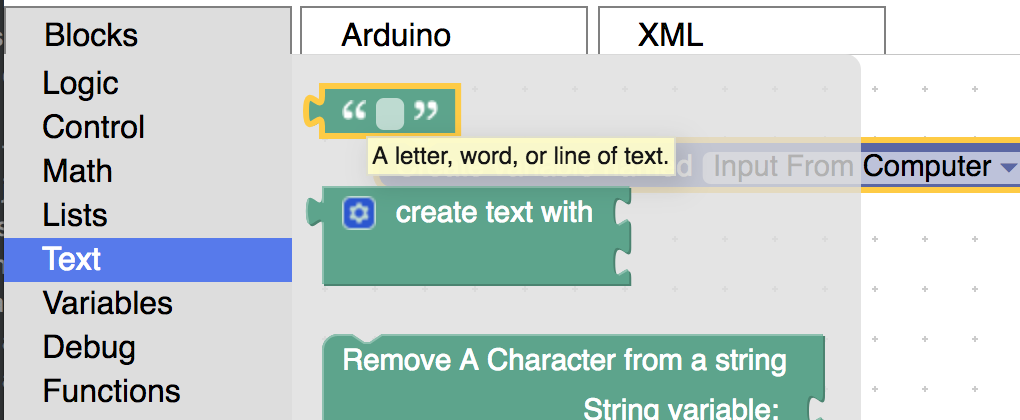 Blocks
Arduino
XML
Logic
Control
Math
Lists
Text
Variables
Debug
Functions
“ ”
A letter, word, or line of text.
Input From Computer
create text with
Remove A Character from a string
String variable: